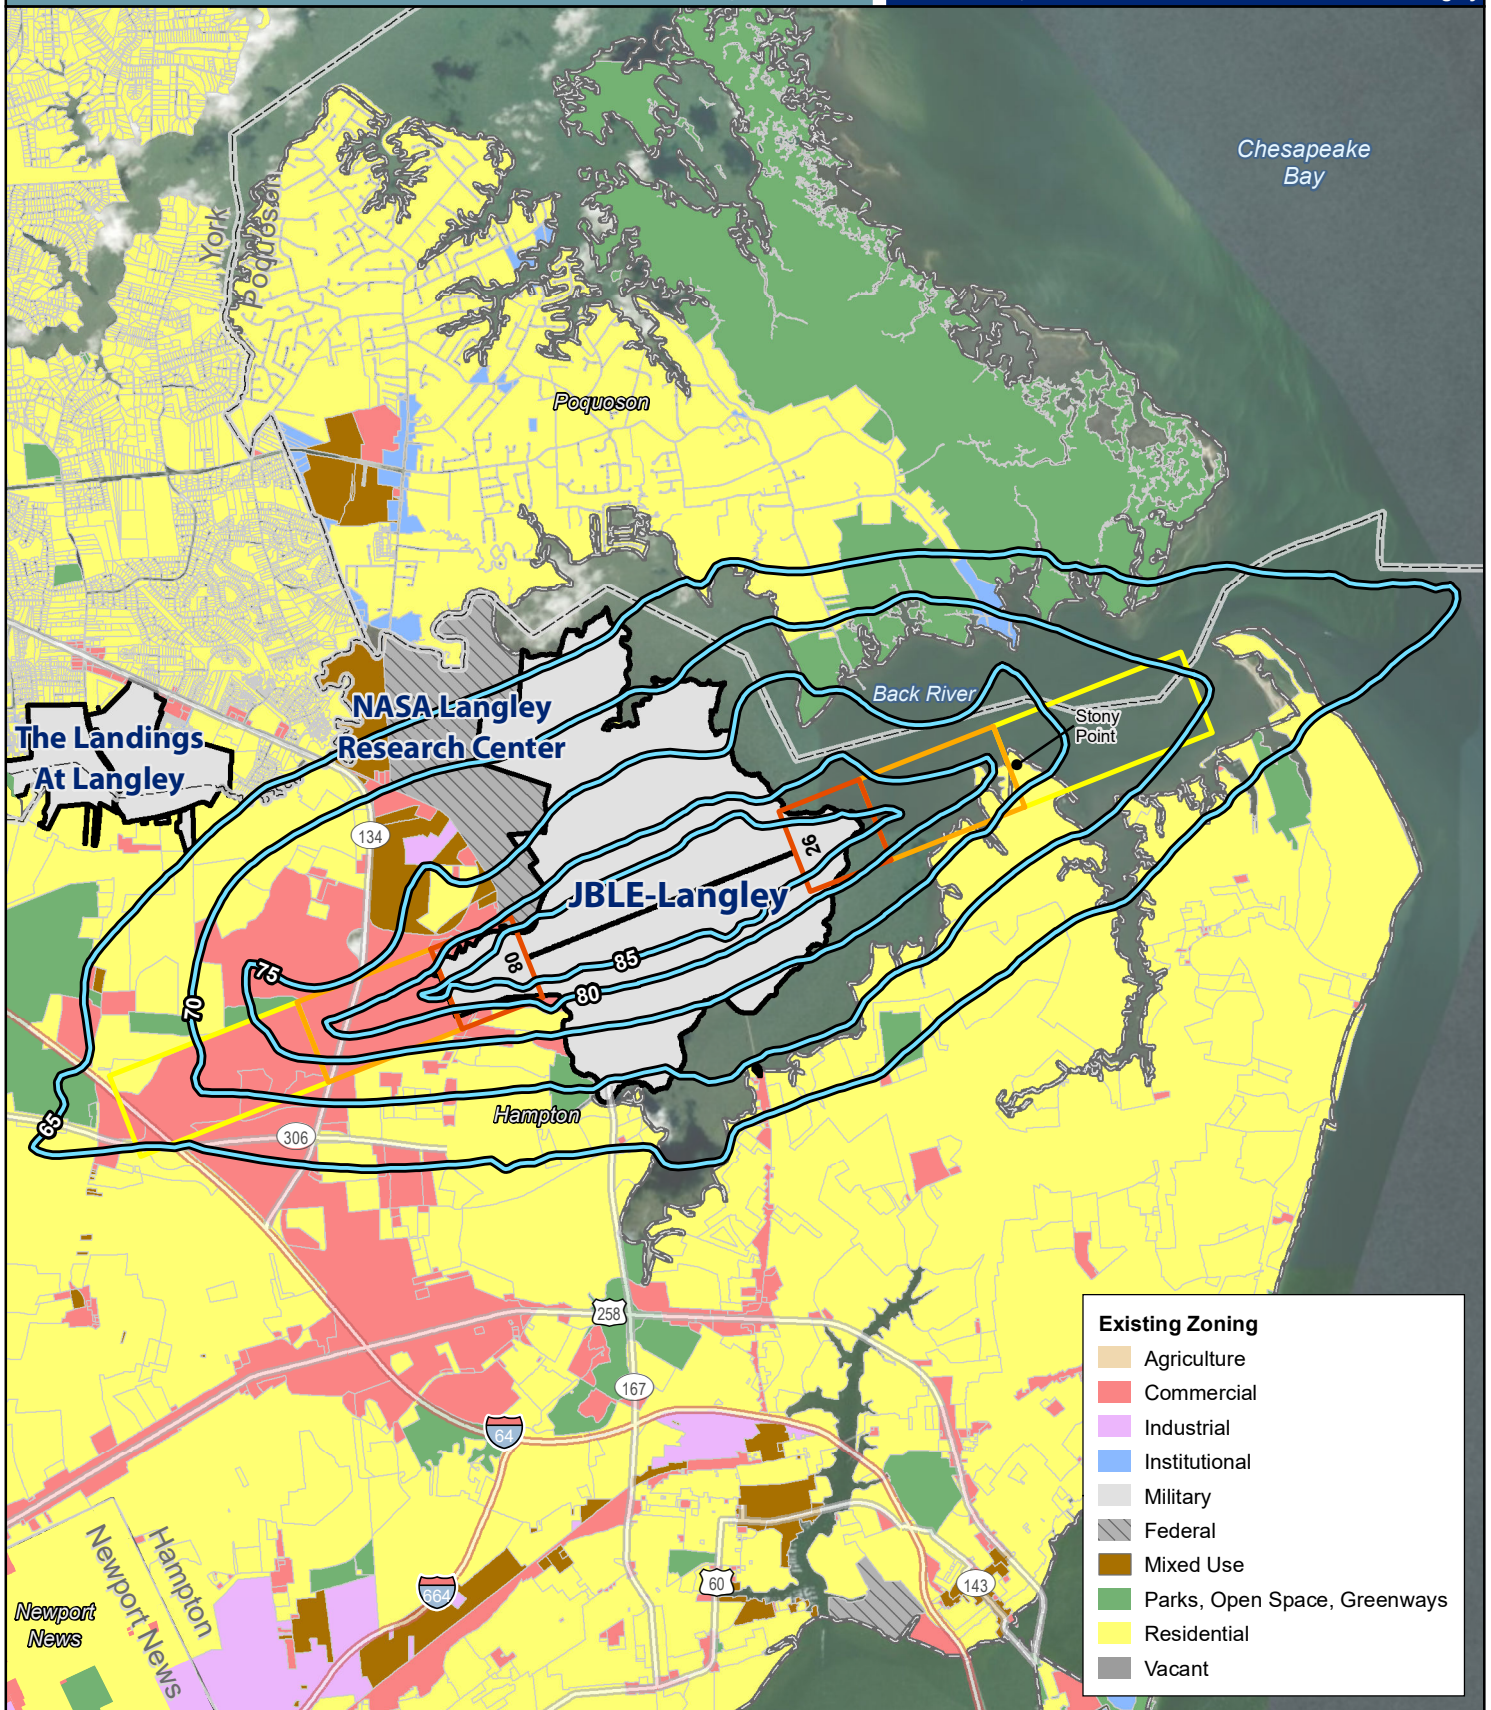 Chesapeake
Bay
York
Poquoson
Poquoson
NASA Langley
Research Center
The Landings
At Langley
Back River
Stony
Point
134
26
JBLE-Langley
08
85
80
75
70
65
306
Hampton
258
167
64
664
60
143
Hampton
Newport News
Newport
News
Existing Zoning
Agriculture
Commercial
Industrial
Institutional
Military
Federal
Mixed Use
Parks, Open Space, Greenways
Residential
Vacant